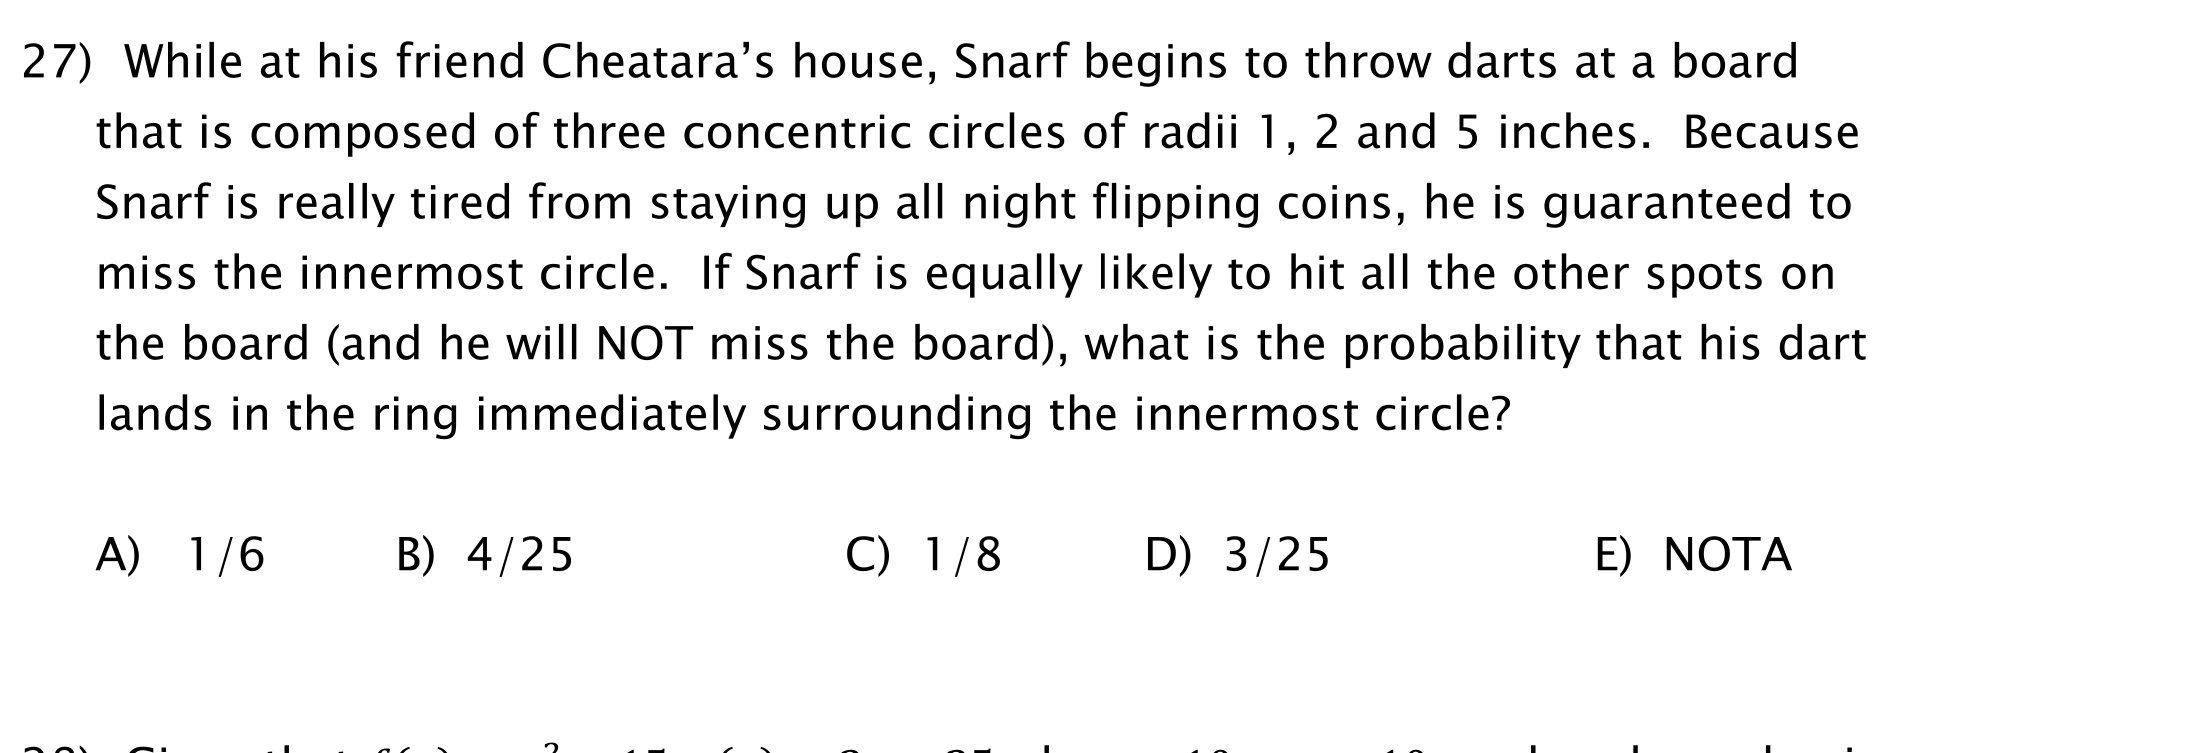 27) While at his friend Cheatara’s house, Snarf begins to throw darts at a board
that is composed of three concentric circles of radii 1, 2 and 5 inches. Because
Snarf is really tired from staying up all night flipping coins, he is guaranteed to
miss the innermost circle. If Snarf is equally likely to hit all the other spots on
the board (and he will NOT miss the board), what is the probability that his dart
lands in the ring immediately surrounding the innermost circle?
A) 1/6 B) 4/25 C) 1/8 D) 3/25 E) NOTA